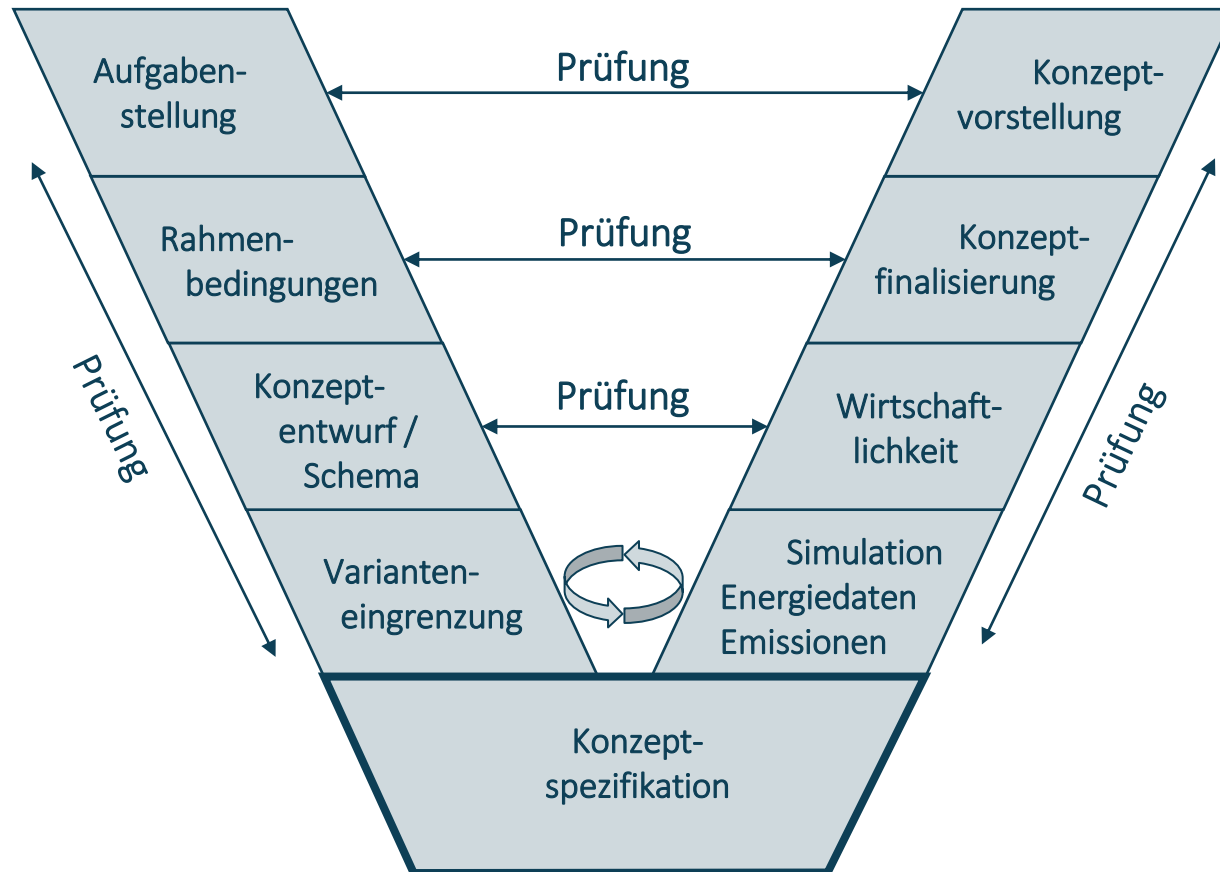 Aufgaben-
stellung
Prüfung
Konzept-
vorstellung
Rahmen-
bedingungen
Prüfung
Konzept-
finalisierung
Prüfung
Konzept-
entwurf /
Schema
Prüfung
Wirtschaft-
lichkeit
Prüfung
Varianten-
eingrenzung
Simulation
Energiedaten
Emissionen
Konzept-
spezifikation